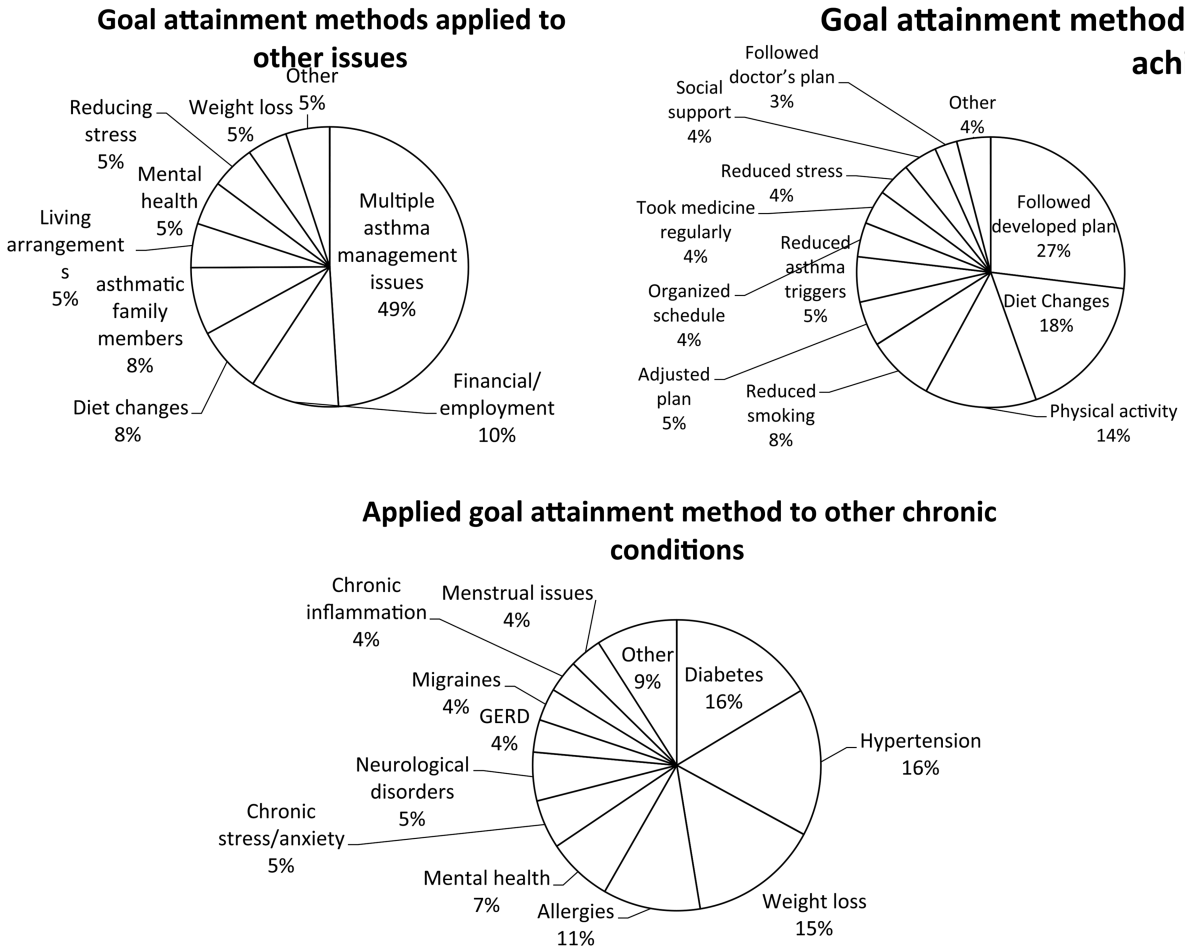 Goal attainment methods applied to
other issues
Other
5%
Weight loss
5%
Reducing
stress
5%
Mental
health
5%
Living
arrangement
s
5%
asthmatic
family
members
8%
Diet changes
8%
Multiple
asthma
management
issues
49%
Financial/
employment
10%
Goal attainment method
ach
Followed
doctor's plan
3%
Social
support
4%
Other
4%
Reduced stress
4%
Took medicine
regularly
4%
Reduced
asthma
triggers
5%
Organized
schedule
4%
Adjusted
plan
5%
Reduced
smoking
8%
Followed
developed plan
27%
Diet Changes
18%
Physical activity
14%
Applied goal attainment method to other chronic
conditions
Chronic
inflammation
4%
Menstrual issues
4%
Other
9%
Diabetes
16%
Migraines
4%
GERD
4%
Hypertension
16%
Neurological
disorders
5%
Chronic
stress/anxiety
5%
Mental health
7%
Allergies
11%
Weight loss
15%